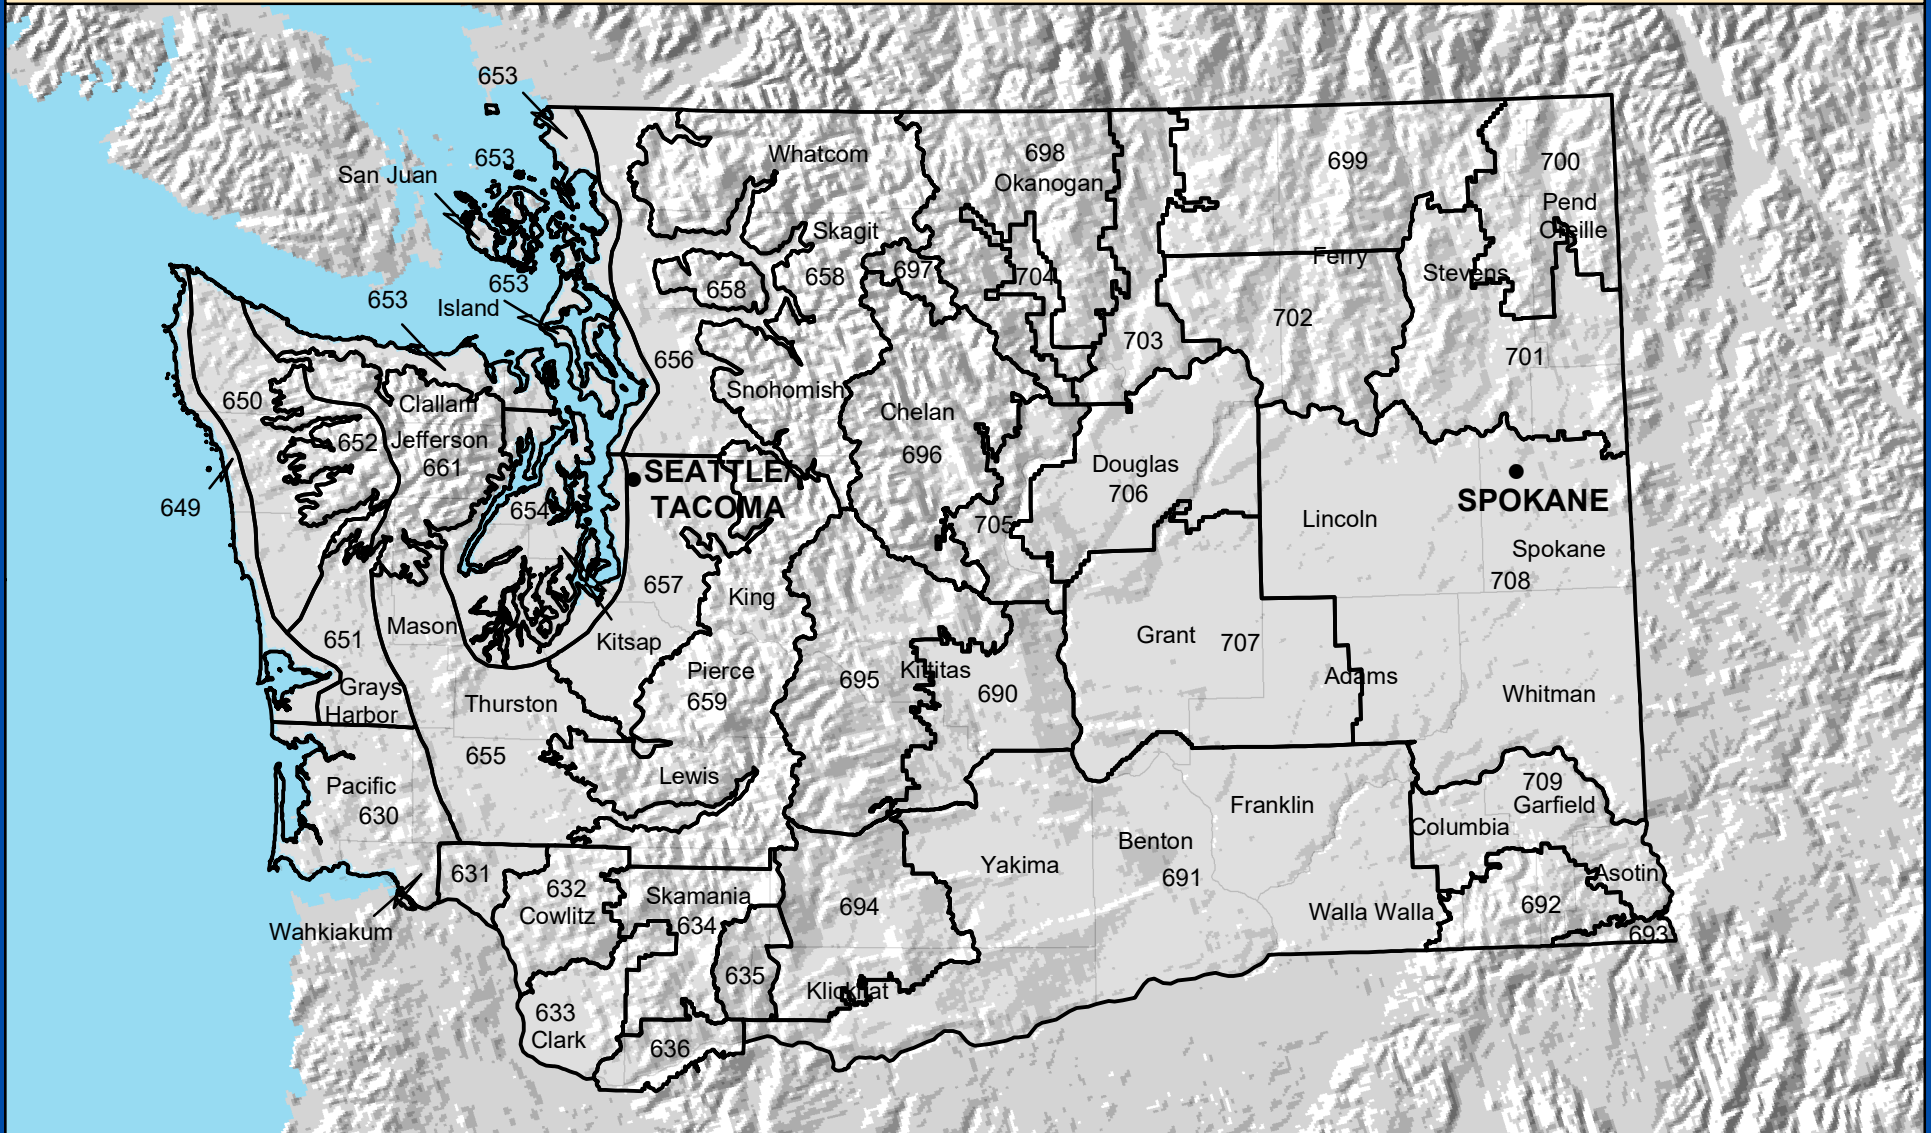 653
653
San Juan
653
653
Island
Whatcom
698
Okanogan
699
700
Pend
Oreille
Skagit
658
658
697
704
Ferry
Stevens
702
703
701
656
Snohomish
Chelan
696
650
652
Clallam
Jefferson
661
649
654
SEATTLE/
TACOMA
705
Douglas
706
Lincoln
SPOKANE
Spokane
708
657
King
651
Mason
Kitsap
Grant
707
Grays
Harbor
Thurston
Pierce
659
695
Kittitas
690
Adams
Whitman
655
Lewis
Pacific
630
709
Garfield
Columbia
Franklin
Benton
691
Yakima
Asotin
631
632
Cowlitz
Skamania
634
694
Walla Walla
692
693
Wahkiakum
635
Klickitat
633
Clark
636